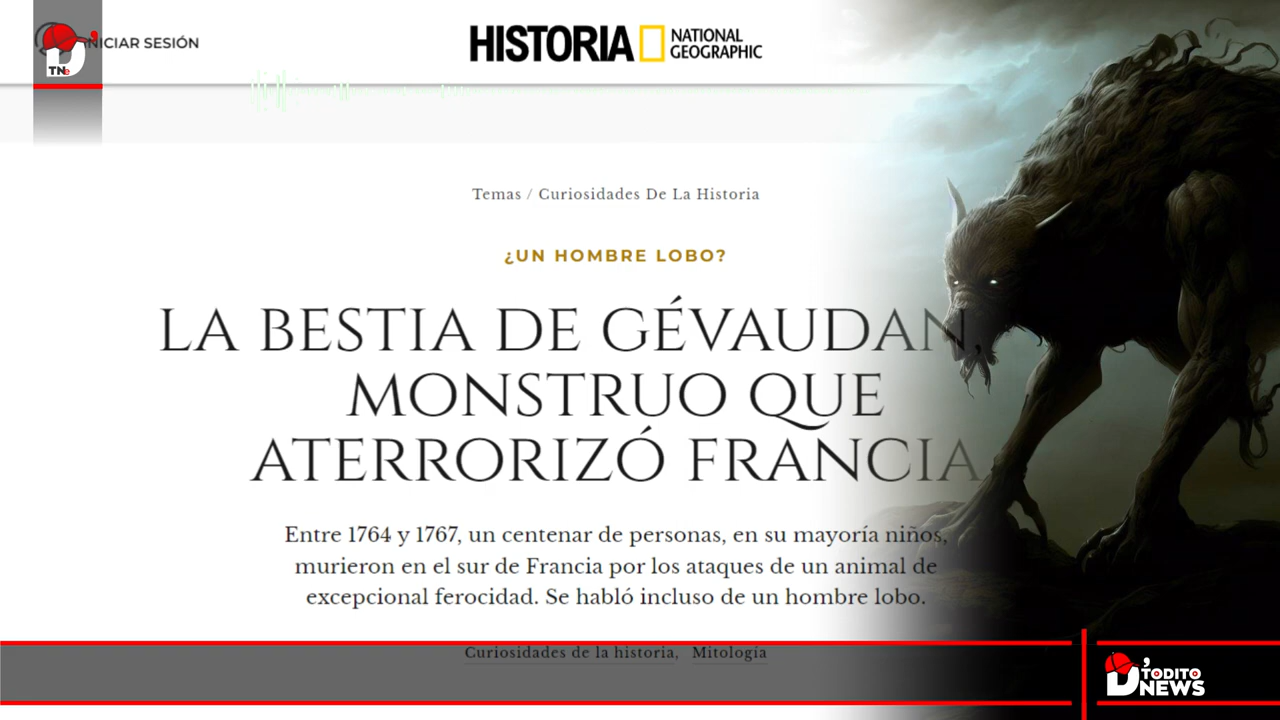 INICIAR SESIÓN
HISTORIA NATIONAL
GEOGRAPHIC
D'
TNe
Temas / Curiosidades De La Historia
¿UN HOMBRE LOBO?
LA BESTIA DE GÉVAUDAN,
MONSTRUO QUE
ATERRORIZÓ FRANCIA
Entre 1764 y 1767, un centenar de personas, en su mayoría niños,
murieron en el sur de Francia por los ataques de un animal de
excepcional ferocidad. Se habló incluso de un hombre lobo.
Curiosidades de la historia, Mitología
D'TODITO
NEWS